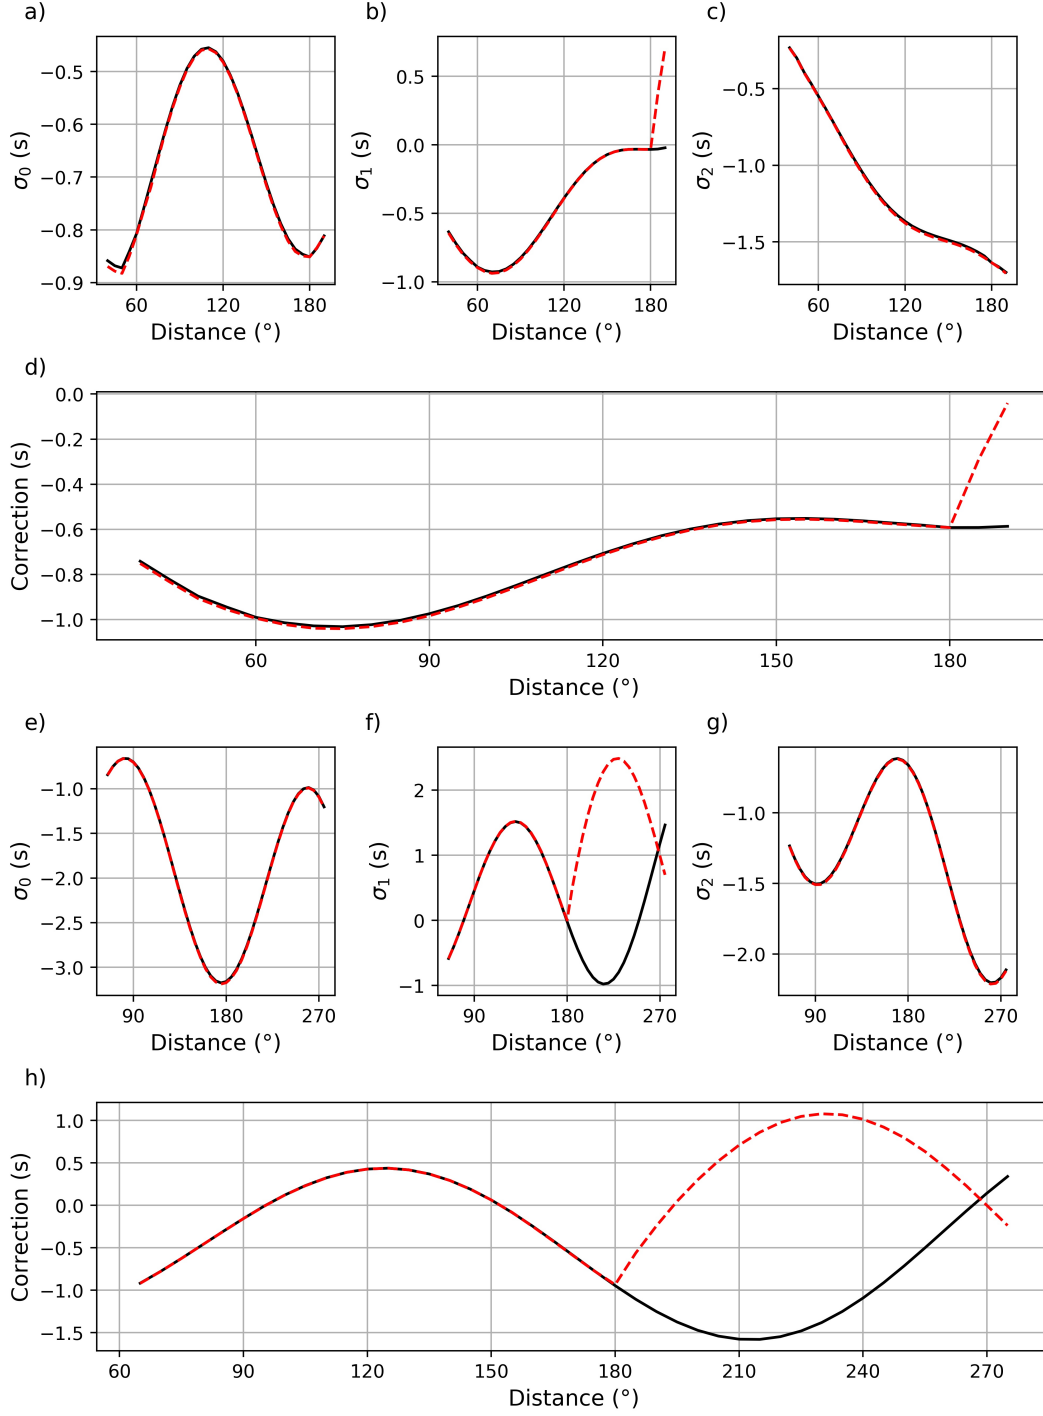 a)
b)
c)
−0.5
−0.6
−0.7
−0.8
−0.9
σ0 (s)
60
120
180
Distance (°)
0.5
0.0
−0.5
−1.0
σ1 (s)
60
120
180
Distance (°)
−0.5
−1.0
−1.5
σ2 (s)
60
120
180
Distance (°)
d)
0.0
−0.2
−0.4
−0.6
−0.8
−1.0
Correction (s)
60
90
120
150
180
Distance (°)
e)
f)
g)
−1.0
−1.5
−2.0
−2.5
−3.0
σ0 (s)
90
180
270
Distance (°)
2
1
0
−1
σ1 (s)
90
180
270
Distance (°)
−1.0
−1.5
−2.0
σ2 (s)
90
180
270
Distance (°)
h)
1.0
0.5
0.0
−0.5
−1.0
−1.5
Correction (s)
60
90
120
150
180
210
240
270
Distance (°)